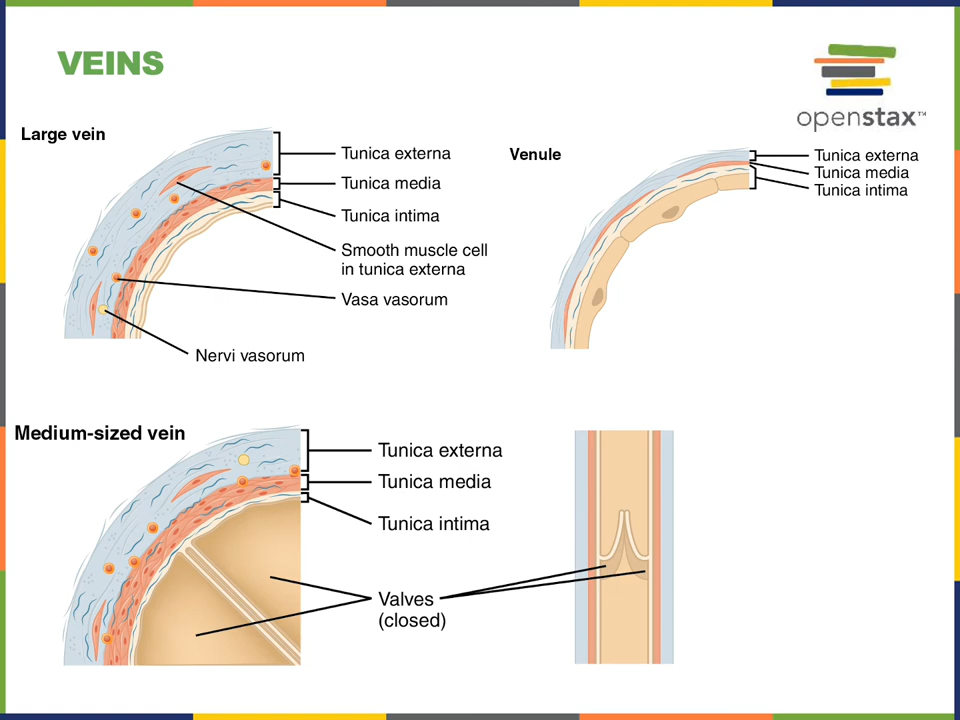 VEINS
openstax™
Large vein
Tunica externa
Tunica media
Tunica intima
Smooth muscle cell
in tunica externa
Vasa vasorum
Nervi vasorum
Venule
Tunica externa
Tunica media
Tunica intima
Medium-sized vein
Tunica externa
Tunica media
Tunica intima
Valves
(closed)